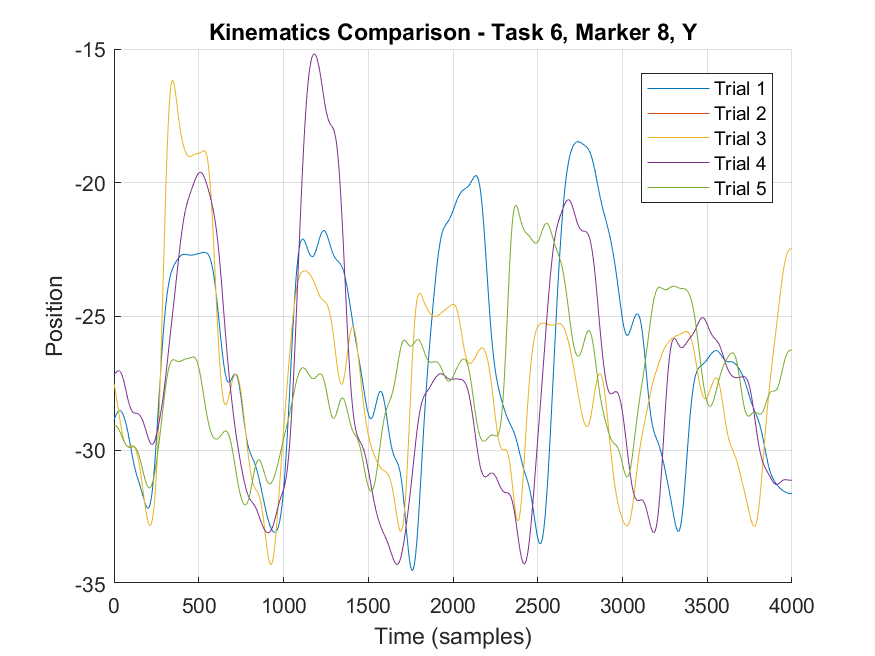 Kinematics Comparison - Task 6, Marker 8, Y
-15
-20
-25
-30
-35
Position
Trial 1
Trial 2
Trial 3
Trial 4
Trial 5
0 500 1000 1500 2000 2500 3000 3500 4000
Time (samples)